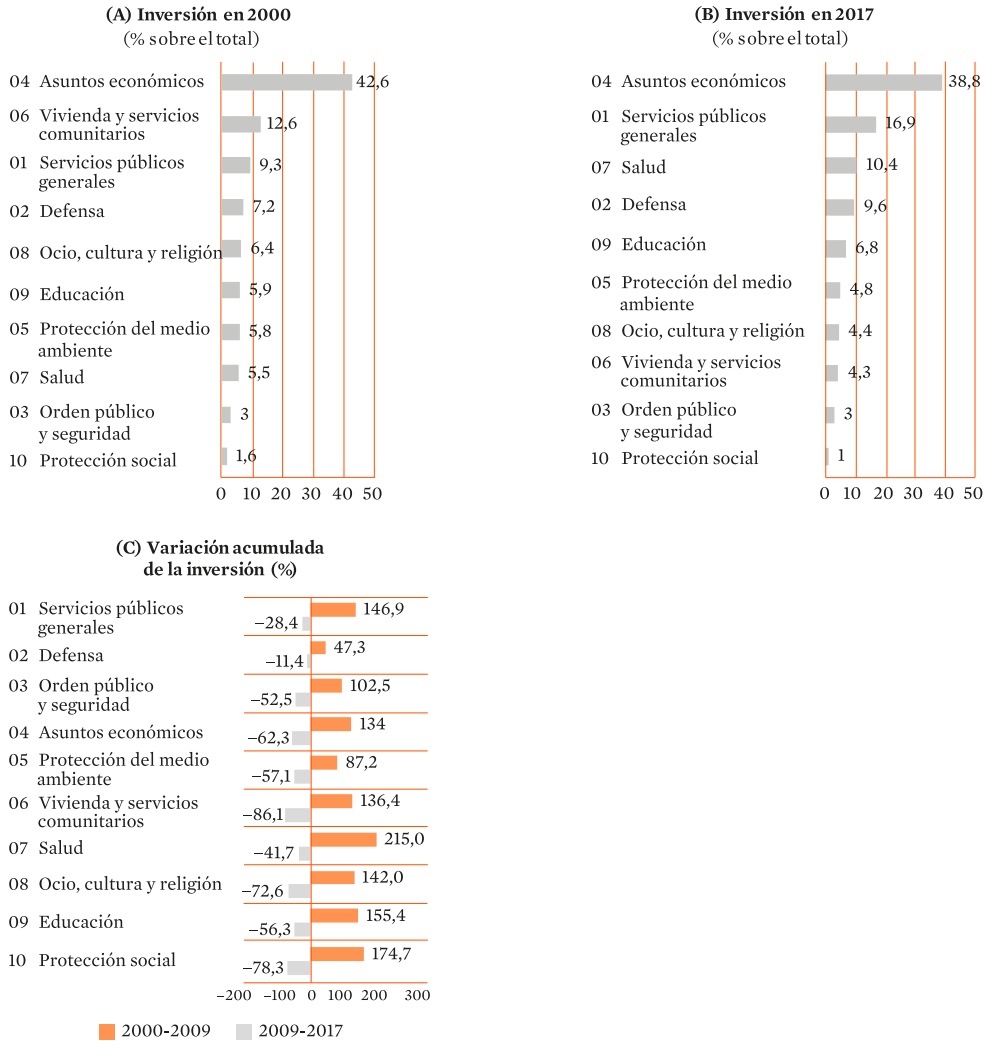 (A) Inversión en 2000
(% sobre el total)
04 Asuntos económicos 42,6
06 Vivienda y servicios
comunitarios 12,6
01 Servicios públicos
generales 9,3
02 Defensa 7,2
08 Ocio, cultura y religión 6,4
09 Educación 5,9
05 Protección del medio
ambiente 5,8
07 Salud 5,5
03 Orden público
y seguridad 3
10 Protección social 1,6
0 10 20 30 40 50
(B) Inversión en 2017
(% sobre el total)
04 Asuntos económicos 38,8
01 Servicios públicos
generales 16,9
07 Salud 10,4
02 Defensa 9,6
09 Educación 6,8
05 Protección del medio
ambiente 4,8
08 Ocio, cultura y religión 4,4
06 Vivienda y servicios
comunitarios 4,3
03 Orden público
y seguridad 3
10 Protección social 1
0 10 20 30 40 50
(C) Variación acumulada
de la inversión (%)
01 Servicios públicos 146,9
generales –28,4
02 Defensa 47,3
–11,4
03 Orden público 102,5
y seguridad –52,5
04 Asuntos económicos 134
–62,3
05 Protección del medio 87,2
ambiente –57,1
06 Vivienda y servicios 136,4
comunitarios –86,1
07 Salud 215,0
–41,7
08 Ocio, cultura y religión 142,0
–72,6
09 Educación 155,4
–56,3
10 Protección social 174,7
–78,3
–200 –100 0 100 200 300
2000-2009 2009-2017